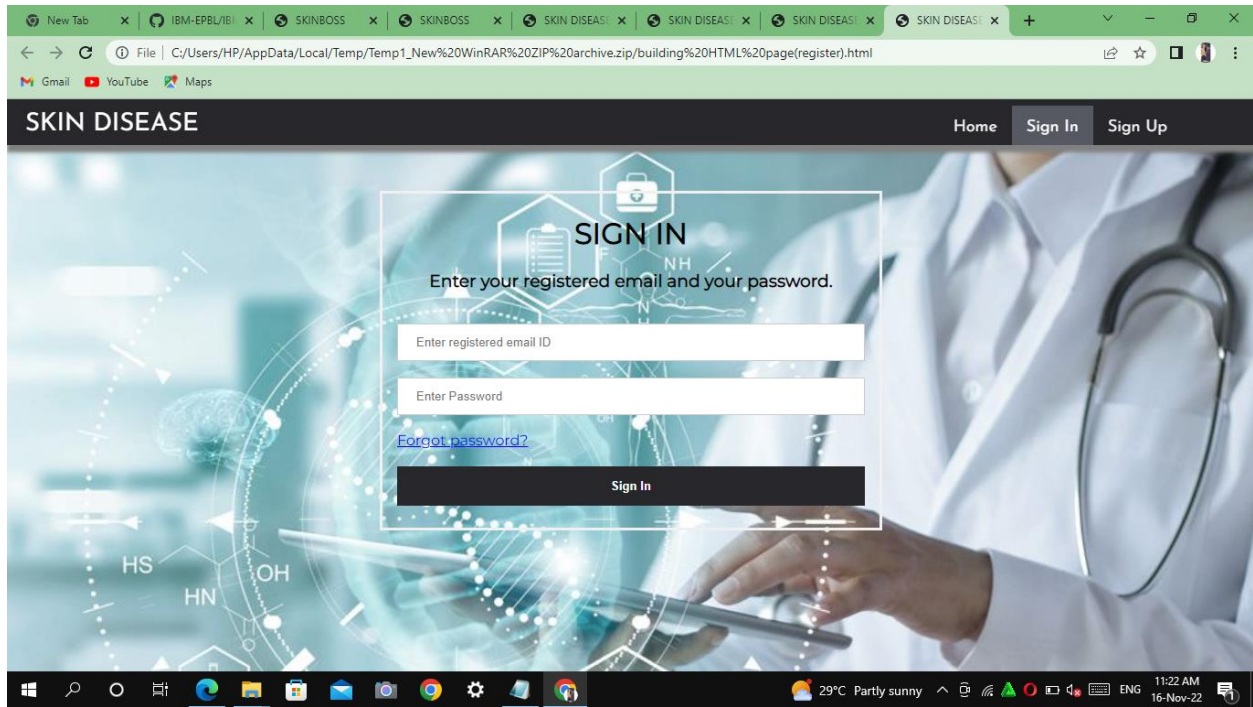 New Tab
IBM-EPBL/IBI
SKINBOSS
SKINBOSS
SKIN DISEASE
SKIN DISEASE
SKIN DISEASE
SKIN DISEASE
File | C:/Users/HP/AppData/Local/Temp/Temp1_New%20WinRAR%20ZIP%20archive.zip/building%20HTML%20page(register).html
Gmail YouTube Maps
SKIN DISEASE
Home Sign In Sign Up
SIGN IN
Enter your registered email and your password.
Enter registered email ID
Enter Password
Forgot password?
Sign In
F
NH
N
H
OH
N
HS
OH
HN
29°C Partly sunny
ENG
11:22 AM
16-Nov-22
1